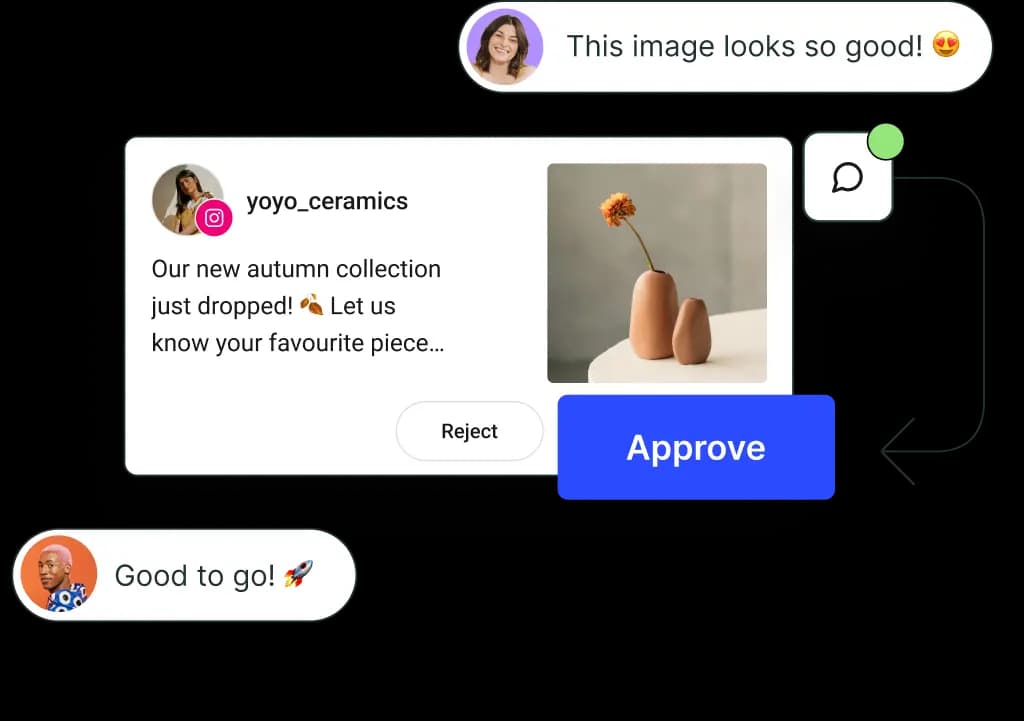 This image looks so good! 😍
yoyo_ceramics
Our new autumn collection
just dropped! 🍂 Let us
know your favourite piece...
Reject
Approve
Good to go! 🚀